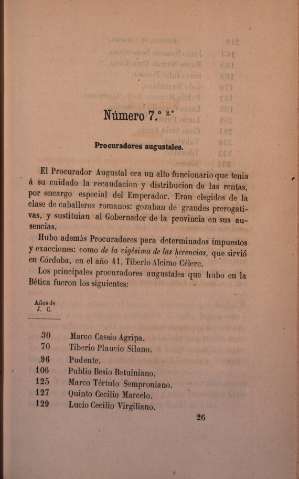 Número 7.º 2.º
Procuradores augustales.
El Procurador Augustal era un alto funcionario que tenia
á su cuidado la recaudacion y distribucion de las rentas,
por encargo especial del Emperador. Eran elegidos de la
clase de caballeros romanos: gozaban de grandes prerogati-
vas, y sustituian al Gobernador de la provincia en sus au-
sencias.
Hubo además Procuradores para determinados impuestos
y exacciones: como de la vigésima de las herencias, que sirvió
en Córdoba, en el año 41, Tiberio Alcimo Célere.
Los principales procuradores augustales que hubo en la
Bética fueron los siguientes:
Años de
J. C.
30 Marco Cassio Agripa.
70 Tiberio Plaucio Silano.
96 Pudente.
106 Publio Besio Betuiniano.
125 Marco Tértulo Semproniano.
127 Quinto Cecilio Marcelo.
129 Lucio Cecilio Virgiliano.
26